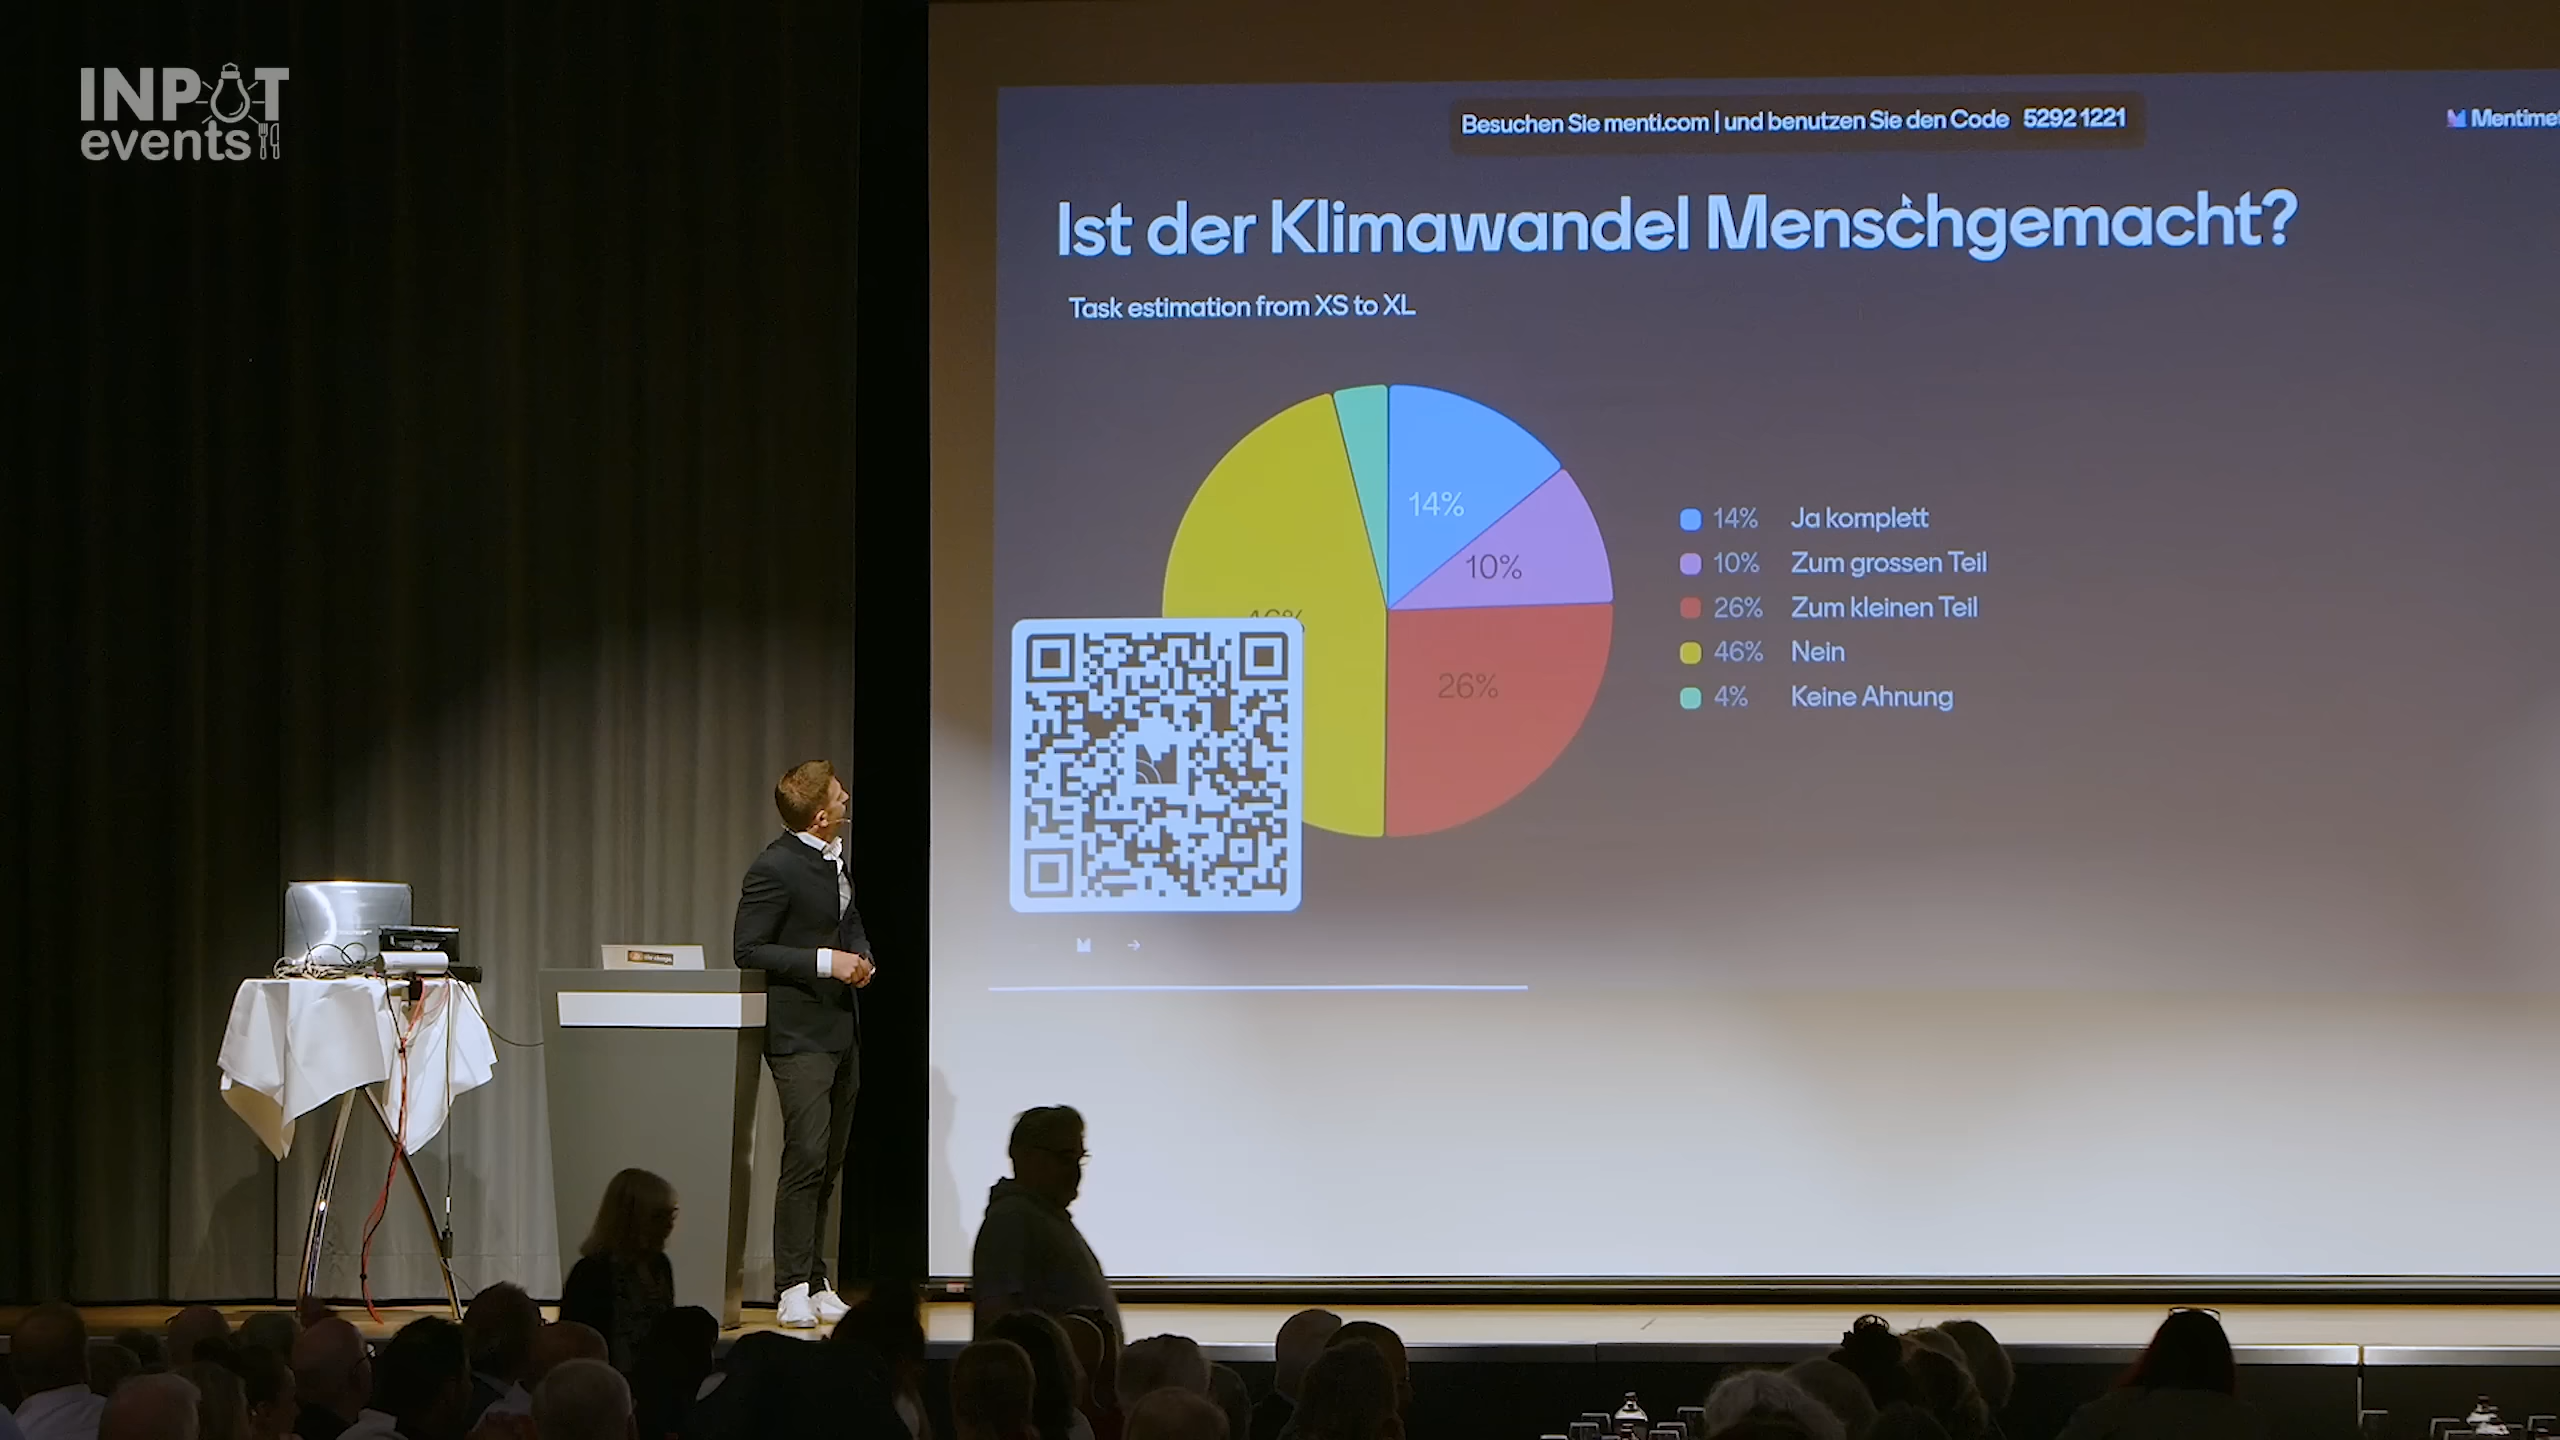 INPUT
events
Besuchen Sie menti.com | und benutzen Sie den Code 5292 1221
Ist der Klimawandel Menschgemacht?
Task estimation from XS to XL
14%
10%
26%
14% Ja komplett
10% Zum grossen Teil
26% Zum kleinen Teil
46% Nein
4% Keine Ahnung